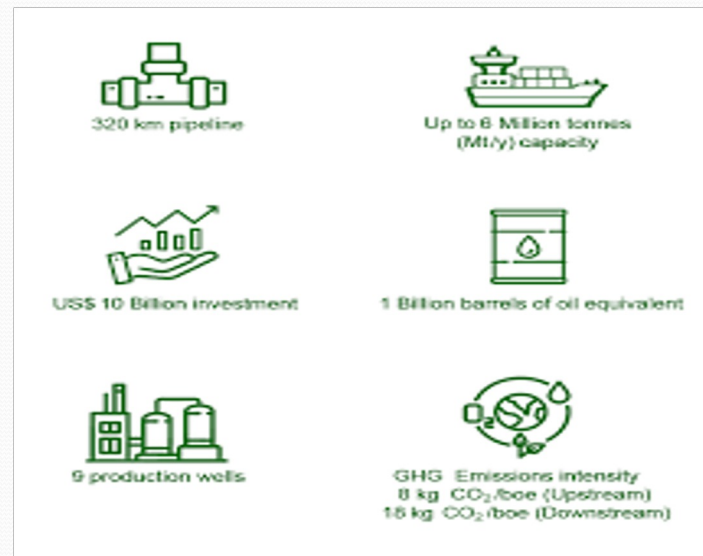 320 km pipeline
Up to 6 Million tonnes
(Mt/y) capacity
US$ 10 Billion investment
1 Billion barrels of oil equivalent
9 production wells
O₂
GHG Emissions intensity
8 kg CO₂/boe (Upstream)
18 kg CO₂/boe (Downstream)